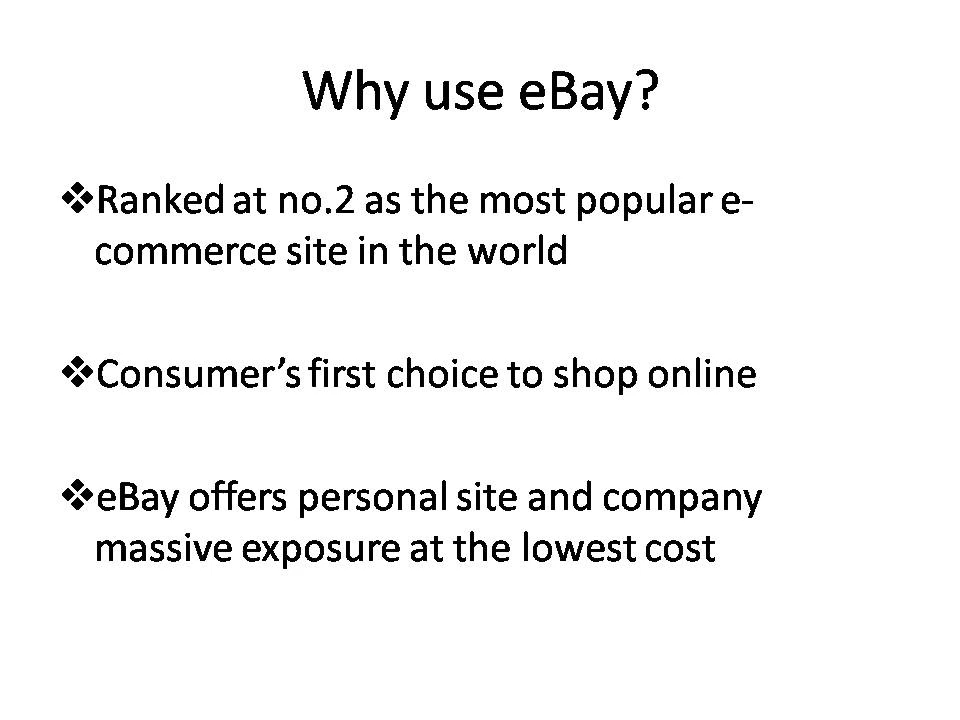 Why use eBay?
❖Ranked at no.2 as the most popular e-
commerce site in the world
❖Consumer’s first choice to shop online
❖eBay offers personal site and company
massive exposure at the lowest cost